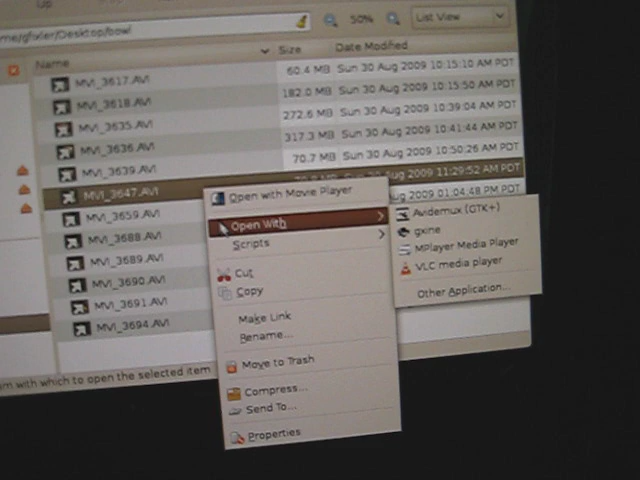 Up
me/gfixler/Desktop/bowl
50%
List View
Name
Size
Date Modified
MVI_3617.AVI 60.4 MB Sun 30 Aug 2009 10:15:10 AM PDT
MVI_3618.AVI 182.0 MB Sun 30 Aug 2009 10:15:50 AM PDT
MVI_3635.AVI 272.6 MB Sun 30 Aug 2009 10:39:04 AM PDT
MVI_3636.AVI 317.3 MB Sun 30 Aug 2009 10:41:44 AM PDT
MVI_3639.AVI 70.7 MB Sun 30 Aug 2009 10:50:26 AM PDT
MVI_3647.AVI MB Sun 30 Aug 2009 11:29:52 AM PDT
MVI_3659.AVI 2009 01:04:48 PM PDT
MVI_3688.AVI
MVI_3689.AVI
MVI_3690.AVI
MVI_3691.AVI
MVI_3694.AVI
Open with Movie Player
Open With
Scripts
Cut
Copy
Make Link
Rename...
Move to Trash
Compress...
Send To...
Properties
Avidemux (GTK+)
gxine
MPlayer Media Player
VLC media player
Other Application...
om with which to open the selected item